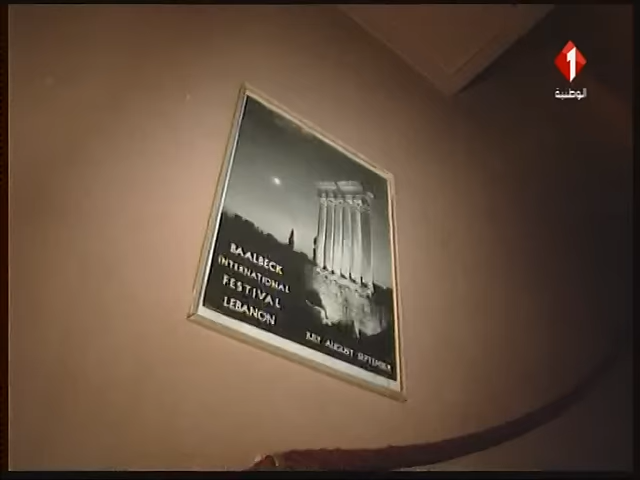 1
الوطنية
BAALBECK
INTERNATIONAL
FESTIVAL
LEBANON
JULY AUGUST SEPTEMBER